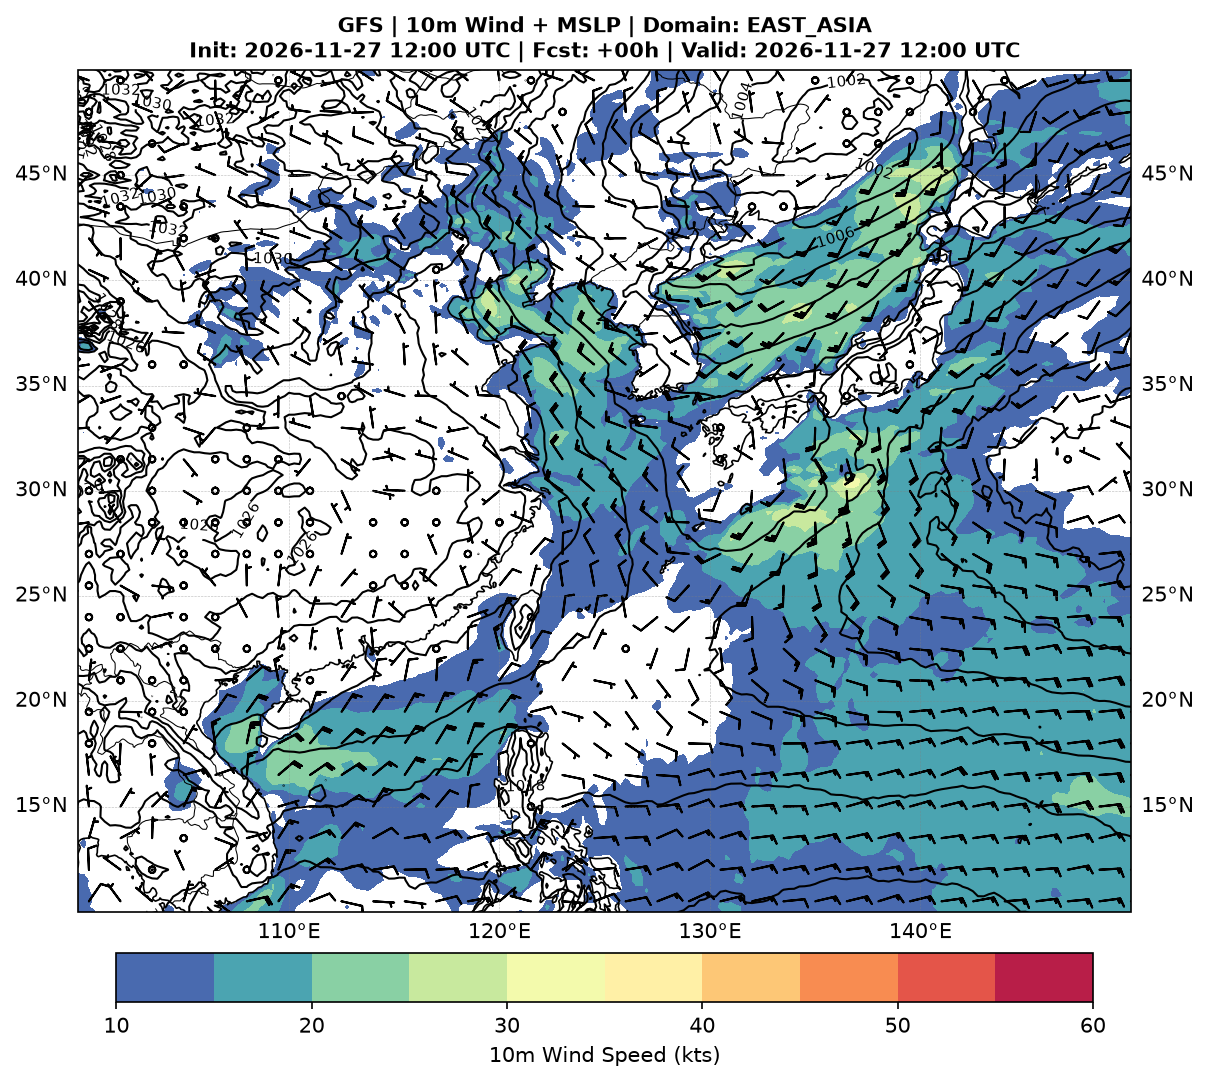 GFS | 10m Wind + MSLP | Domain: EAST_ASIA
Init: 2026-11-27 12:00 UTC | Fcst: +00h | Valid: 2026-11-27 12:00 UTC
1032
1030
1032
1004
1002
1002
1032
1030
1032
1006
1030
1026
1026
45°N
45°N
40°N
40°N
35°N
35°N
30°N
30°N
25°N
25°N
20°N
20°N
15°N
15°N
110°E
120°E
130°E
140°E
10
20
30
40
50
60
10m Wind Speed (kts)